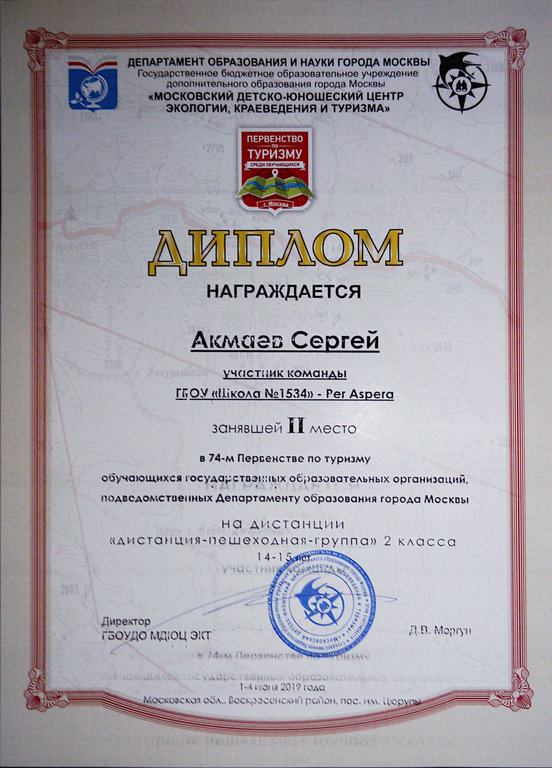 ДЕПАРТАМЕНТ ОБРАЗОВАНИЯ И НАУКИ ГОРОДА МОСКВЫ
Государственное бюджетное образовательное учреждение
дополнительного образования города Москвы
«МОСКОВСКИЙ ДЕТСКО-ЮНОШЕСКИЙ ЦЕНТР
ЭКОЛОГИИ, КРАЕВЕДЕНИЯ И ТУРИЗМА»
ПЕРВЕНСТВО
ПО
ТУРИЗМУ
СРЕДИ ОБУЧАЮЩИХСЯ
г. Москва
ДИПЛОМ
НАГРАЖДАЕТСЯ
Акмаев Сергей
участник команды
ГБОУ «Школа №1534» - Per Aspera
занявшей II место
в 74-м Первенстве по туризму
обучающихся государственных образовательных организаций,
подведомственных Департаменту образования города Москвы
на дистанции
«дистанция-пешеходная-группа» 2 класса
14-15 лет
Директор
ГБОУДО МДЮЦ ЭКТ
Д.В. Моргун
1-4 июня 2019 года
Московская обл., Воскресенский район, пос. им. Цюрупы